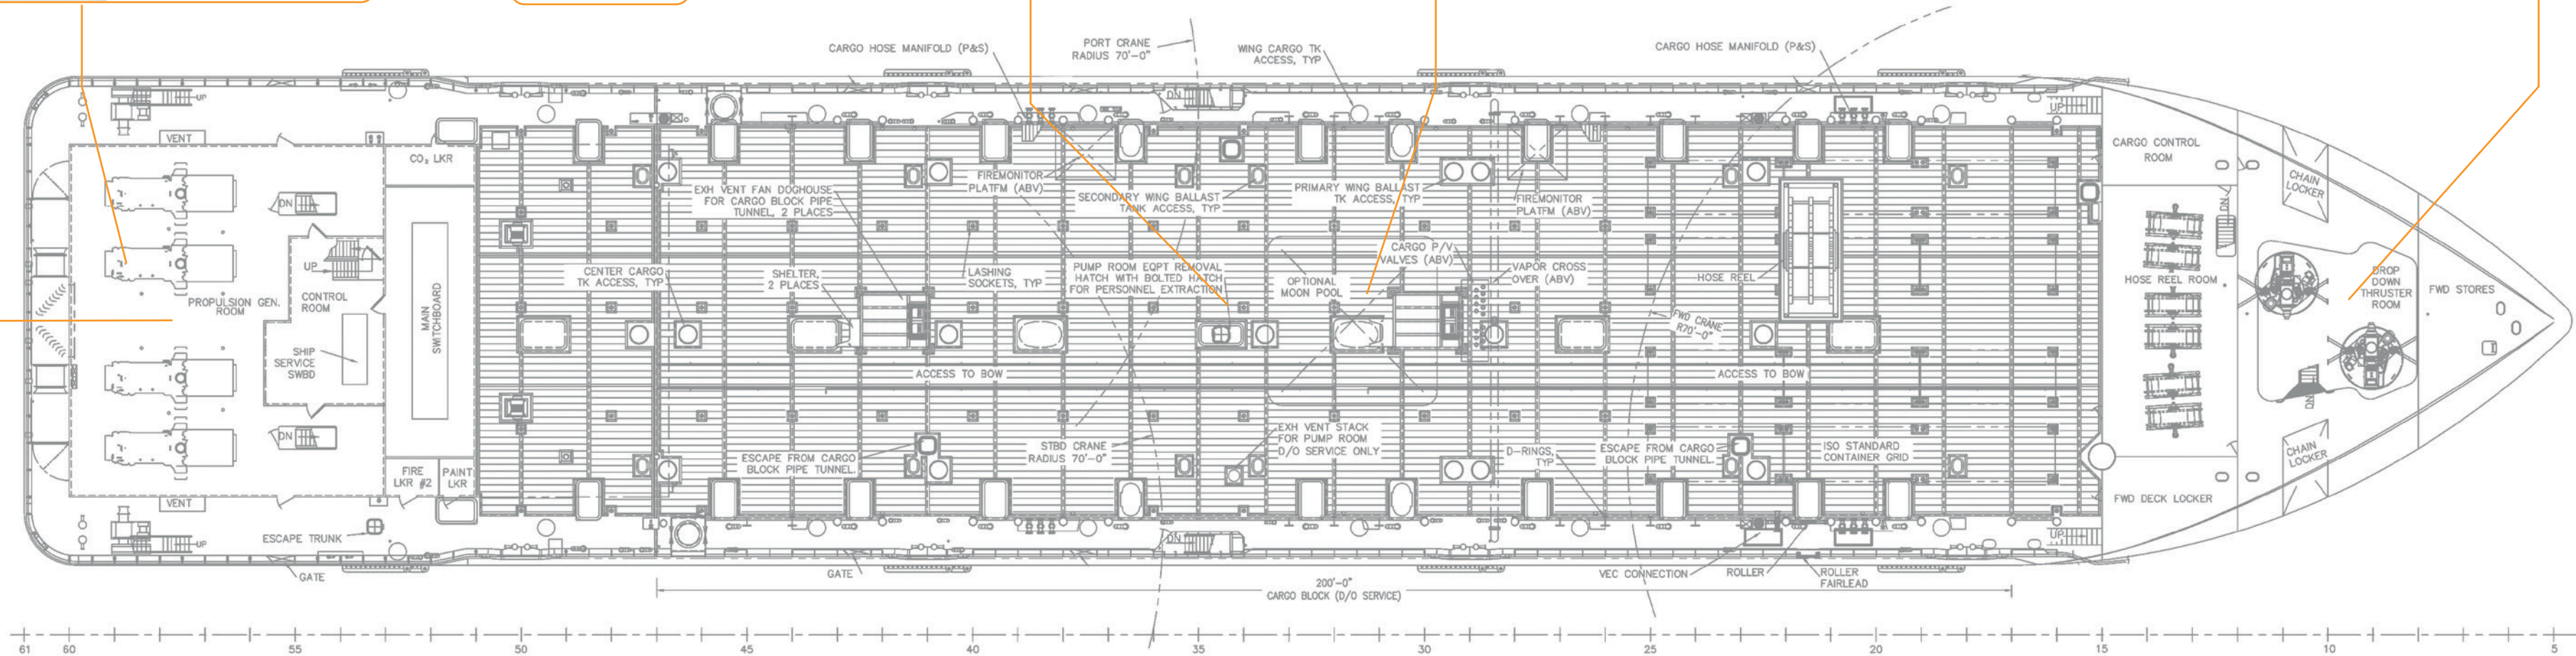 CARGO HOSE MANIFOLD (P&S)
PORT CRANE
RADIUS 70'-0"
WING CARGO TK
ACCESS, TYP
CARGO HOSE MANIFOLD (P&S)
UP
DN
UP
VENT
CO₂ LKR
CARGO CONTROL
ROOM
CHAIN
LOCKER
EXH VENT FAN DOGHOUSE
FOR CARGO BLOCK PIPE
TUNNEL, 2 PLACES
FIREMONITOR
PLATFM (ABV)
SECONDARY WING BALLAST
TANK ACCESS, TYP
PRIMARY WING BALLAST
TK ACCESS, TYP
FIREMONITOR
PLATFM (ABV)
DN
DN
UP
CONTROL
ROOM
PROPULSION GEN.
ROOM
SHIP
SERVICE
SWBD
MAIN
SWITCHBOARD
CENTER CARGO
TK ACCESS, TYP
SHELTER,
2 PLACES
LASHING
SOCKETS, TYP
PUMP ROOM EQPT REMOVAL
HATCH WITH BOLTED HATCH
FOR PERSONNEL EXTRACTION
OPTIONAL
MOON POOL
CARGO P/V
VALVES (ABV)
VAPOR CROSS
OVER (ABV)
HOSE REEL
FWD CRANE
R70'-0"
HOSE REEL ROOM
DROP
DOWN
THRUSTER
ROOM
FWD STORES
ACCESS TO BOW
ACCESS TO BOW
DN
DN
FIRE
LKR #2
PAINT
LKR
VENT
ESCAPE FROM CARGO
BLOCK PIPE TUNNEL
STBD CRANE
RADIUS 70'-0"
EXH VENT STACK
FOR PUMP ROOM
D/O SERVICE ONLY
D-RINGS,
TYP
ESCAPE FROM CARGO
BLOCK PIPE TUNNEL
ISO STANDARD
CONTAINER GRID
CHAIN
LOCKER
FWD DECK LOCKER
ESCAPE TRUNK
UP
DN
UP
GATE
GATE
VEC CONNECTION
ROLLER
ROLLER
FAIRLEAD
200'-0"
CARGO BLOCK (D/O SERVICE)
61 60 55 50 45 40 35 30 25 20 15 10 5